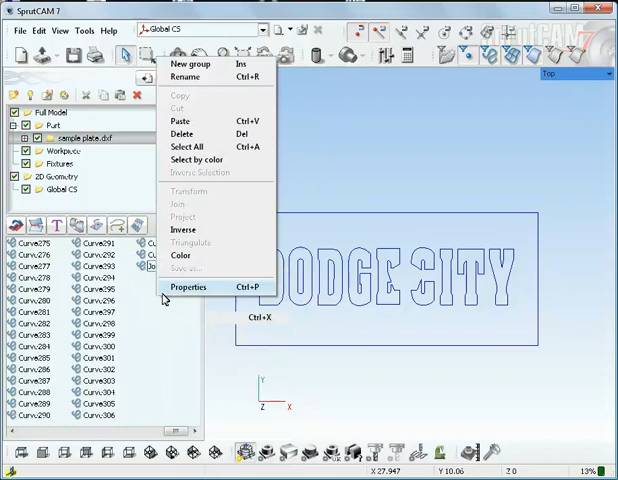 SprutCAM 7
File Edit View Help
Global CS
SprutCAM 7
Top
New group Ins
Rename Ctrl+R
Copy
Cut
Paste Ctrl+V
Delete Del
Select All Ctrl+A
Select by color
Inverse Selection
Transform
Join
Project
Inverse
Triangulate
Color
Save as...
Properties Ctrl+P
Ctrl+X
Full Model
Part
sample plate.dxf
Workpiece
Fixtures
2D Geometry
Global CS
Curve275 Curve291
Curve276 Curve292
Curve277 Curve293
Curve278 Curve294
Curve279 Curve295
Curve280 Curve296
Curve281 Curve297
Curve282 Curve298
Curve283 Curve299
Curve284 Curve300
Curve285 Curve301
Curve286 Curve302
Curve287 Curve303
Curve288 Curve304
Curve289 Curve305
Curve290 Curve306
DODGE CITY
Y
Z X
X 27.947 Y 10.06 Z 0 13%